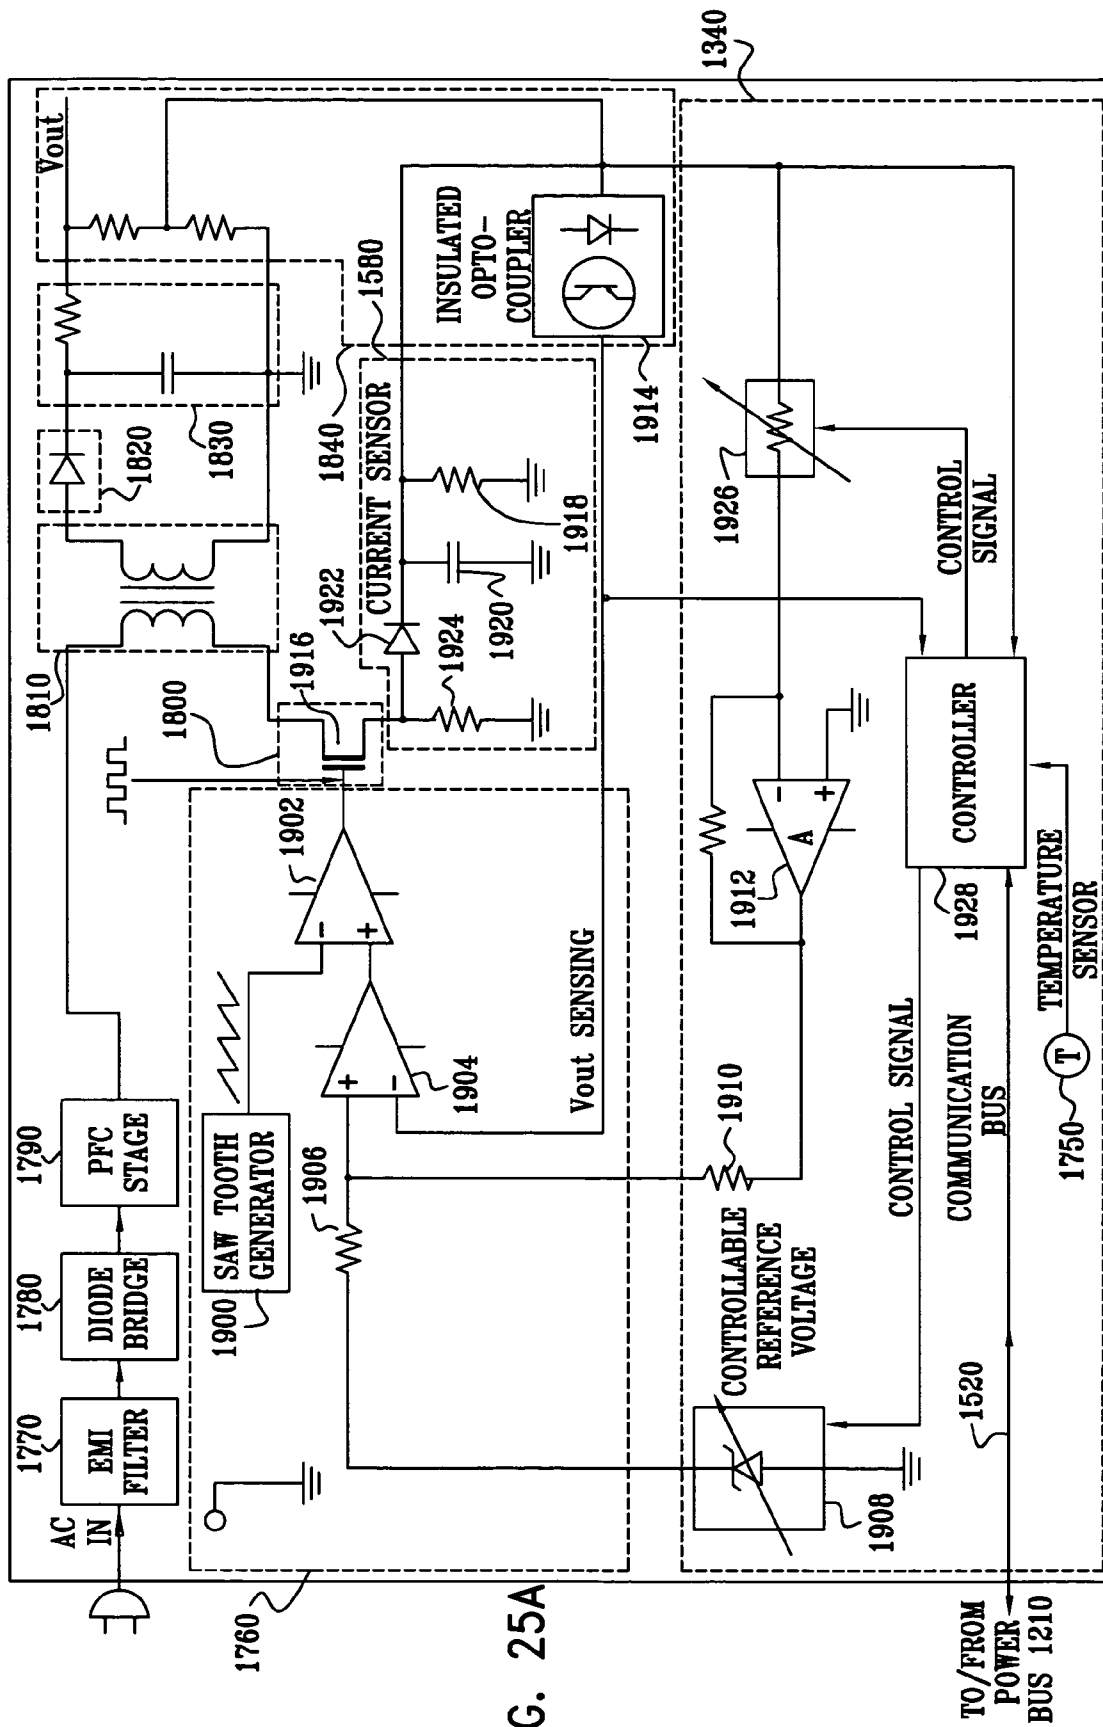 AC
IN
1770
EMI
FILTER
1780
DIODE
BRIDGE
1790
PFC
STAGE
1810
1820
1830
Vout
1800
1916
1840
1580
1760
1900
SAW TOOTH
GENERATOR
1902
-
+
1904
+
-
1906
1922
CURRENT SENSOR
1924
1920
1918
INSULATED
OPTO-
COUPLER
1914
Vout SENSING
1340
1908
CONTROLLABLE
REFERENCE
VOLTAGE
1910
1912
A
-
+
1926
CONTROL
SIGNAL
CONTROL SIGNAL
1928
CONTROLLER
COMMUNICATION
BUS
1520
1750
T
TEMPERATURE
SENSOR
TO/FROM
POWER
BUS 1210
G. 25A